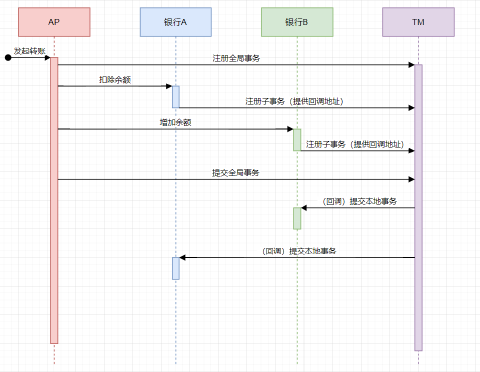 AP
银行A
银行B
TM
发起转账
注册全局事务
扣除余额
注册子事务（提供回调地址）
增加余额
注册子事务（提供回调地址）
提交全局事务
（回调）提交本地事务
（回调）提交本地事务